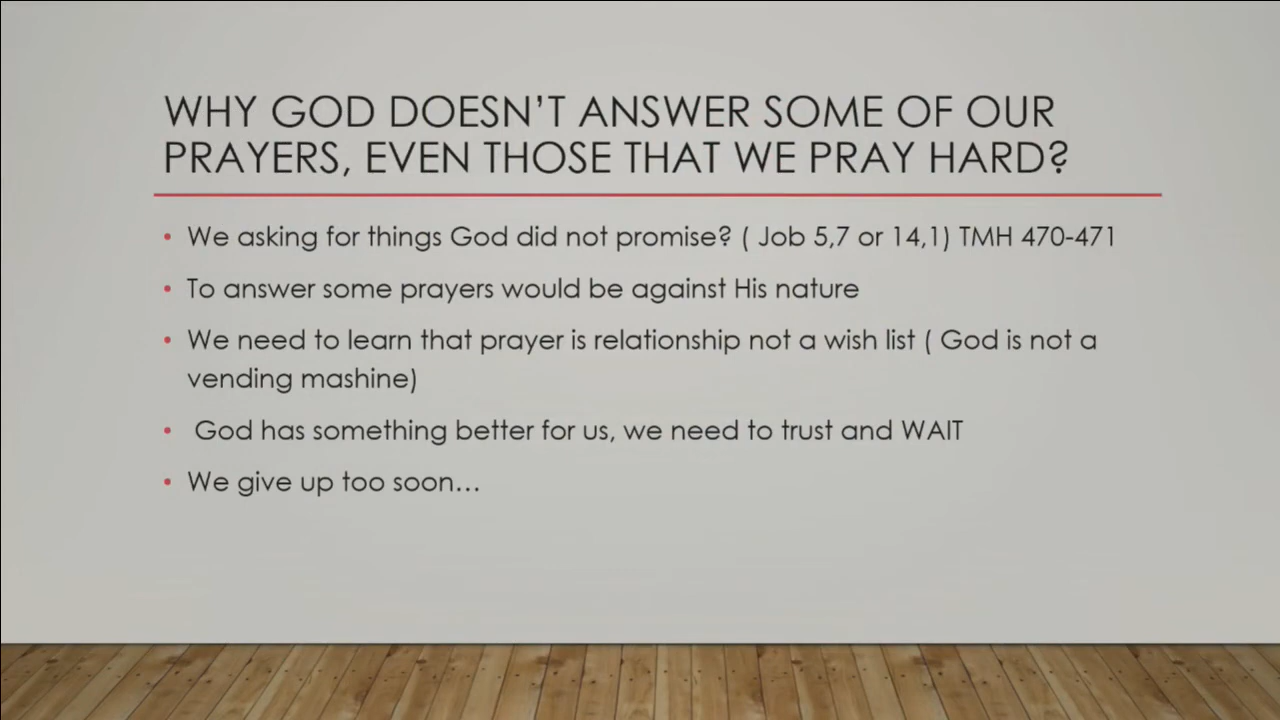 WHY GOD DOESN'T ANSWER SOME OF OUR
PRAYERS, EVEN THOSE THAT WE PRAY HARD?
• We asking for things God did not promise? ( Job 5,7 or 14,1) TMH 470-471
• To answer some prayers would be against His nature
• We need to learn that prayer is relationship not a wish list ( God is not a
vending mashine)
• God has something better for us, we need to trust and WAIT
• We give up too soon…